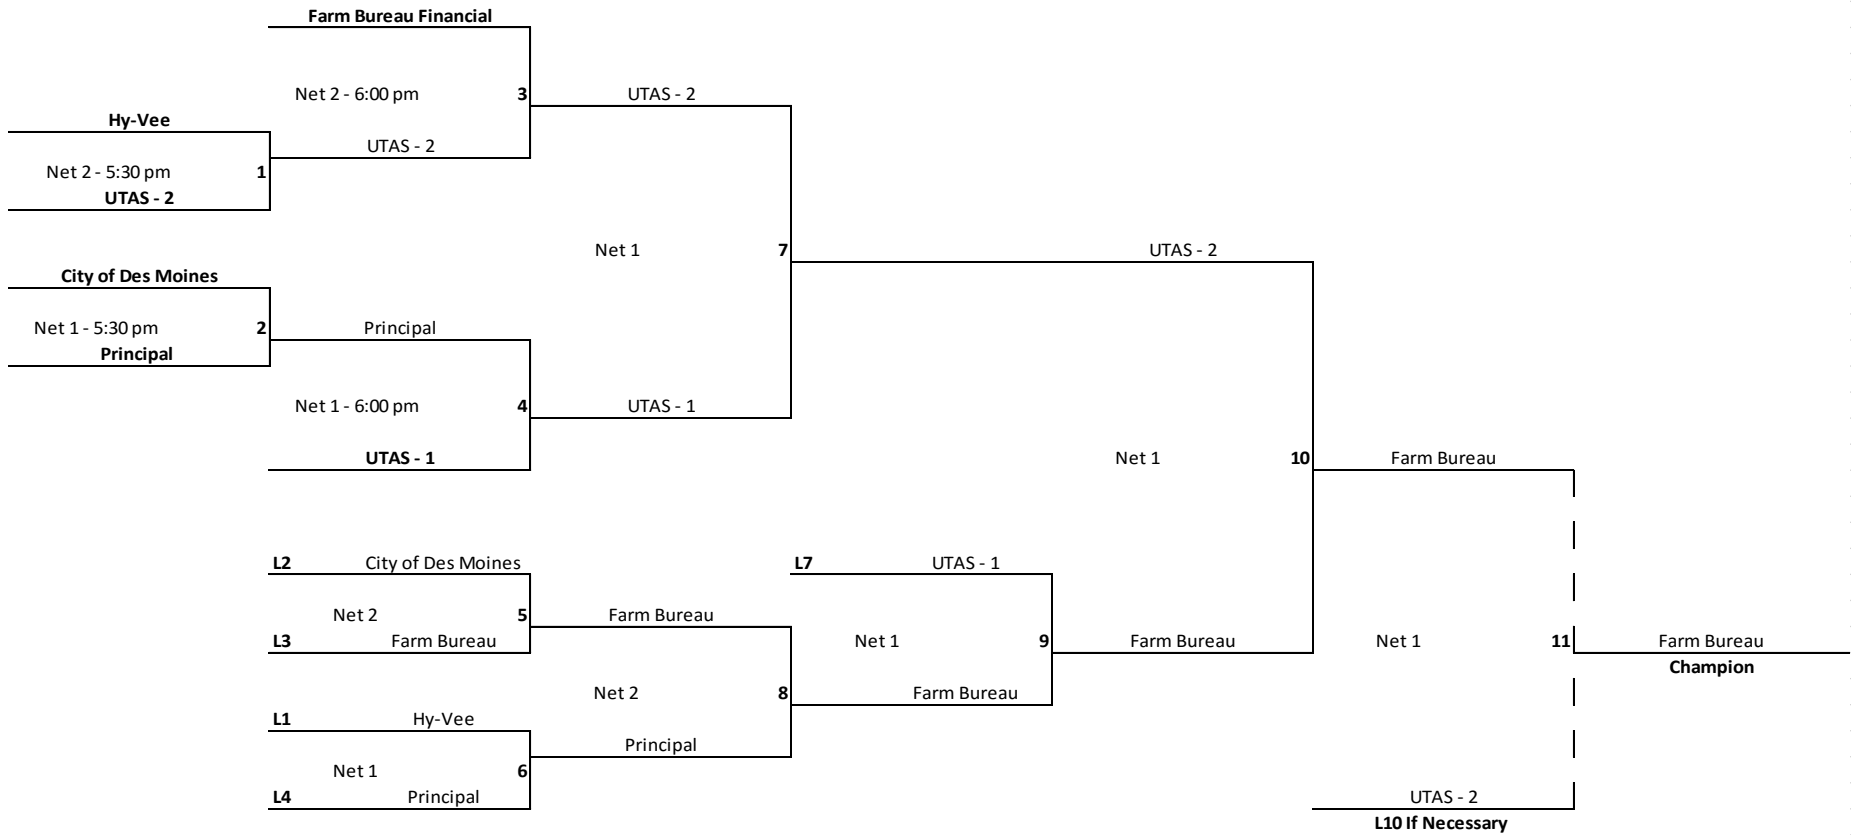 Farm Bureau Financial
Net 2 - 6:00 pm 3 UTAS - 2
Hy-Vee
UTAS - 2
Net 2 - 5:30 pm 1
UTAS - 2
Net 1 7 UTAS - 2
City of Des Moines
Net 1 - 5:30 pm 2 Principal
Principal
Net 1 - 6:00 pm 4 UTAS - 1
UTAS - 1 Net 1 10 Farm Bureau
L2 City of Des Moines L7 UTAS - 1
Net 2 5 Farm Bureau
L3 Farm Bureau Net 1 9 Farm Bureau Net 1 11 Farm Bureau
Champion
Net 2 8 Farm Bureau
L1 Hy-Vee
Principal
Net 1 6
L4 Principal UTAS - 2
L10 If Necessary